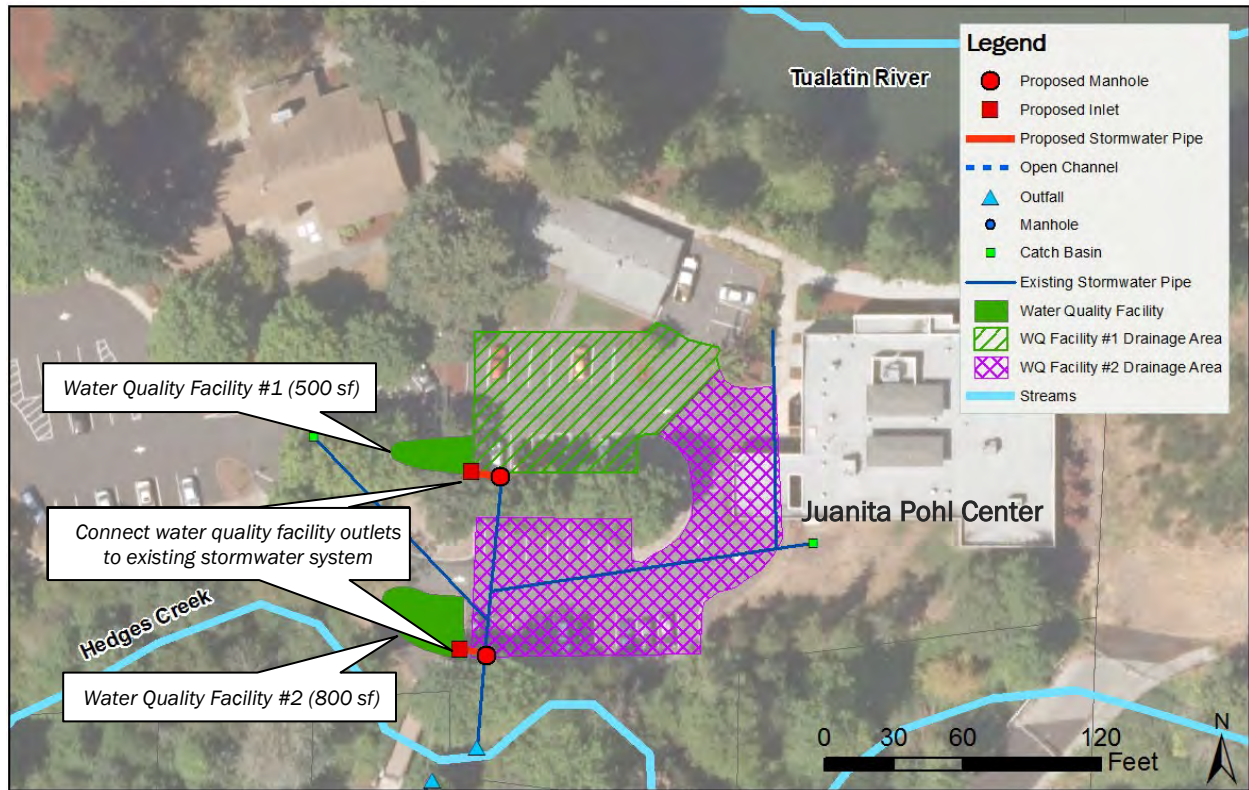 Legend
Proposed Manhole
Proposed Inlet
Proposed Stormwater Pipe
Open Channel
Outfall
Manhole
Catch Basin
Existing Stormwater Pipe
Water Quality Facility
WQ Facility #1 Drainage Area
WQ Facility #2 Drainage Area
Streams
Tualatin River
Water Quality Facility #1 (500 sf)
Connect water quality facility outlets
to existing stormwater system
Juanita Pohl Center
Hedges Creek
Water Quality Facility #2 (800 sf)
0 30 60 120
Feet
N